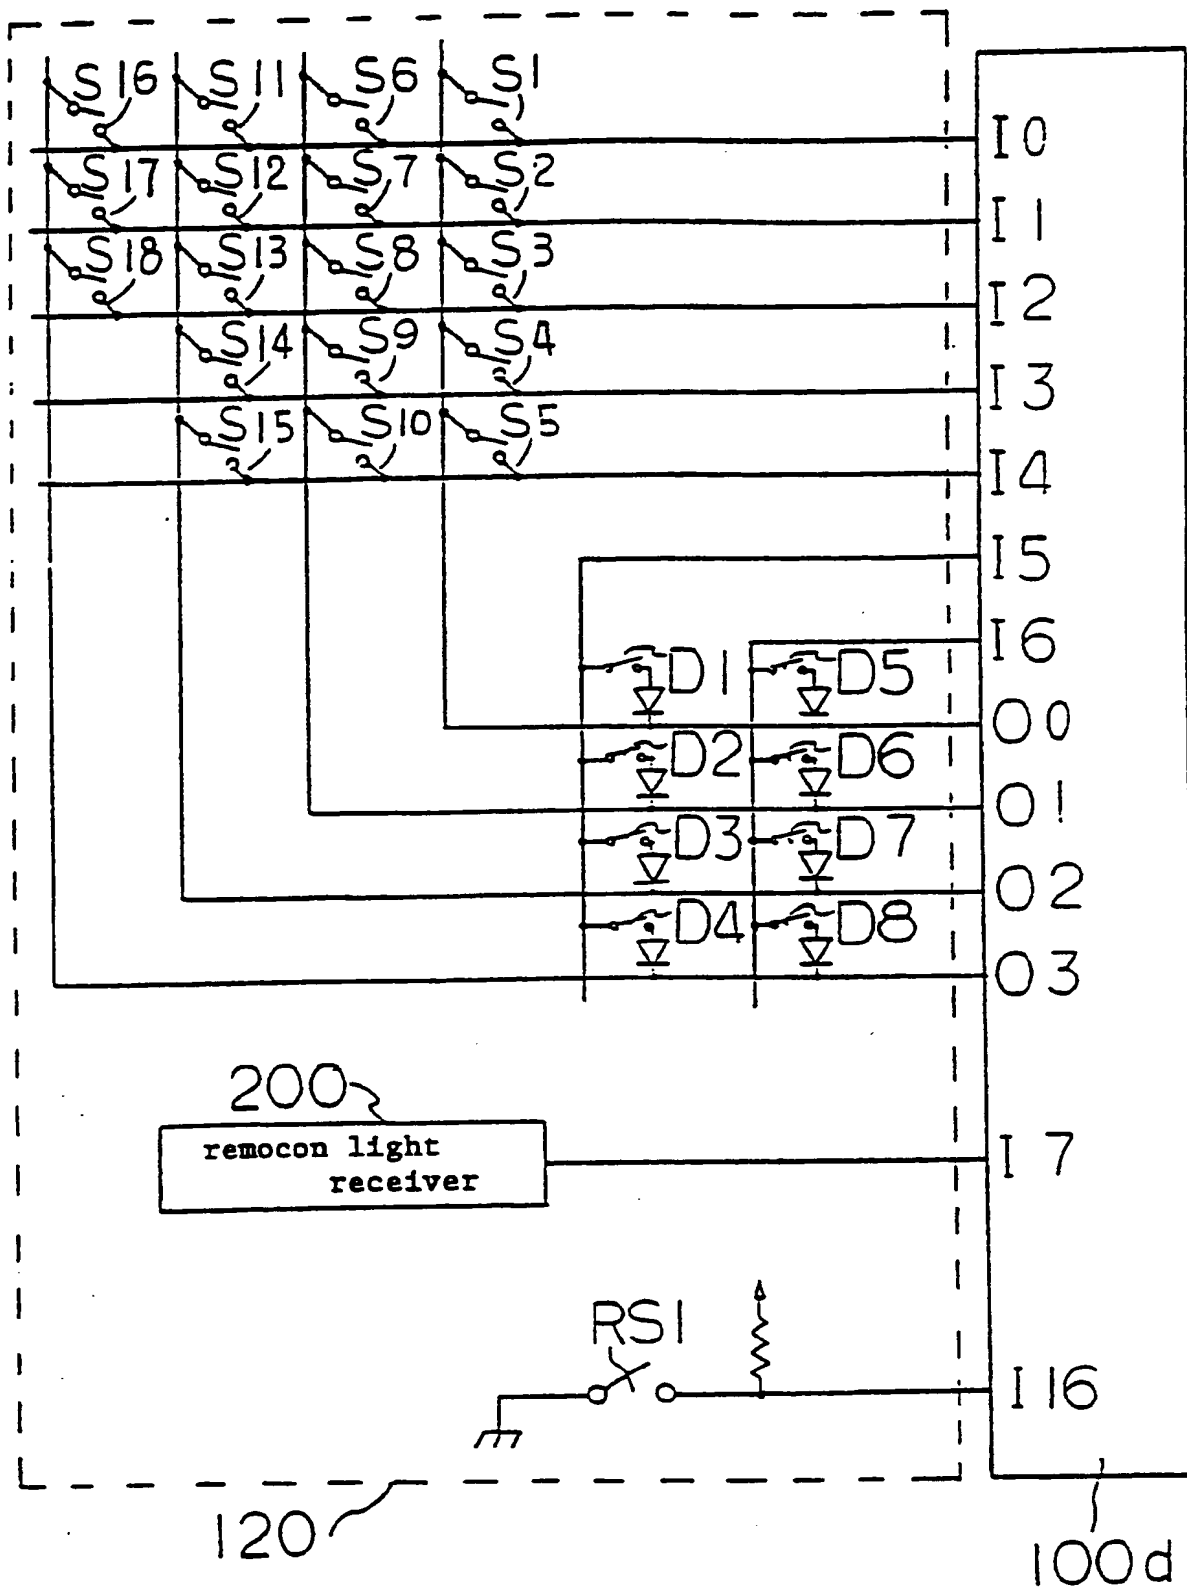 S16 S11 S6 S1
I0
S17 S12 S7 S2
I1
S18 S13 S8 S3
I2
S14 S9 S4
I3
S15 S10 S5
I4
I5
I6
D1 D5
O0
D2 D6
O1
D3 D7
O2
D4 D8
O3
200
remocon light
receiver
I7
RS1
I16
120
100d